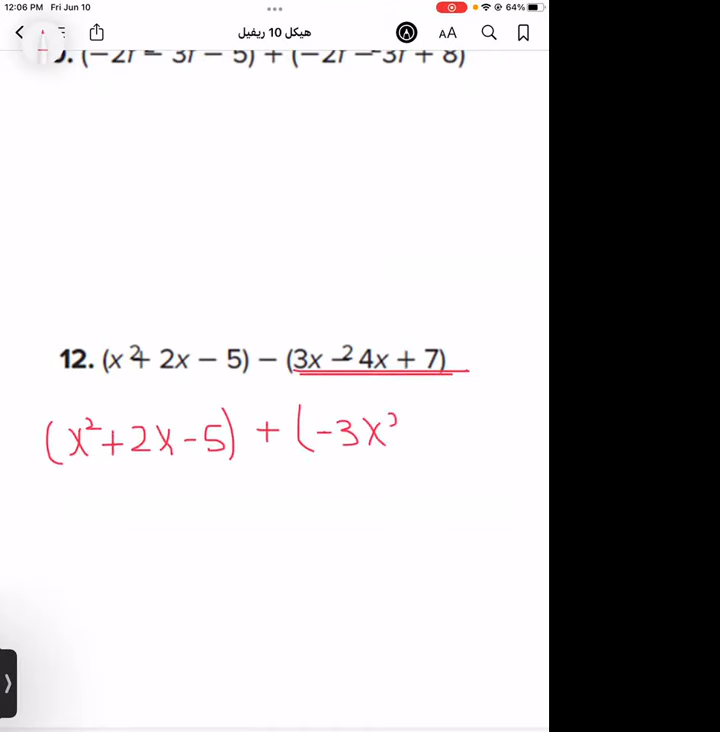 12:06 PM Fri Jun 10
64%
هيكل 10 ريفيل
AA
12. (x² + 2x − 5) − (3x² − 4x + 7)
(x²+2x-5) + (-3x²